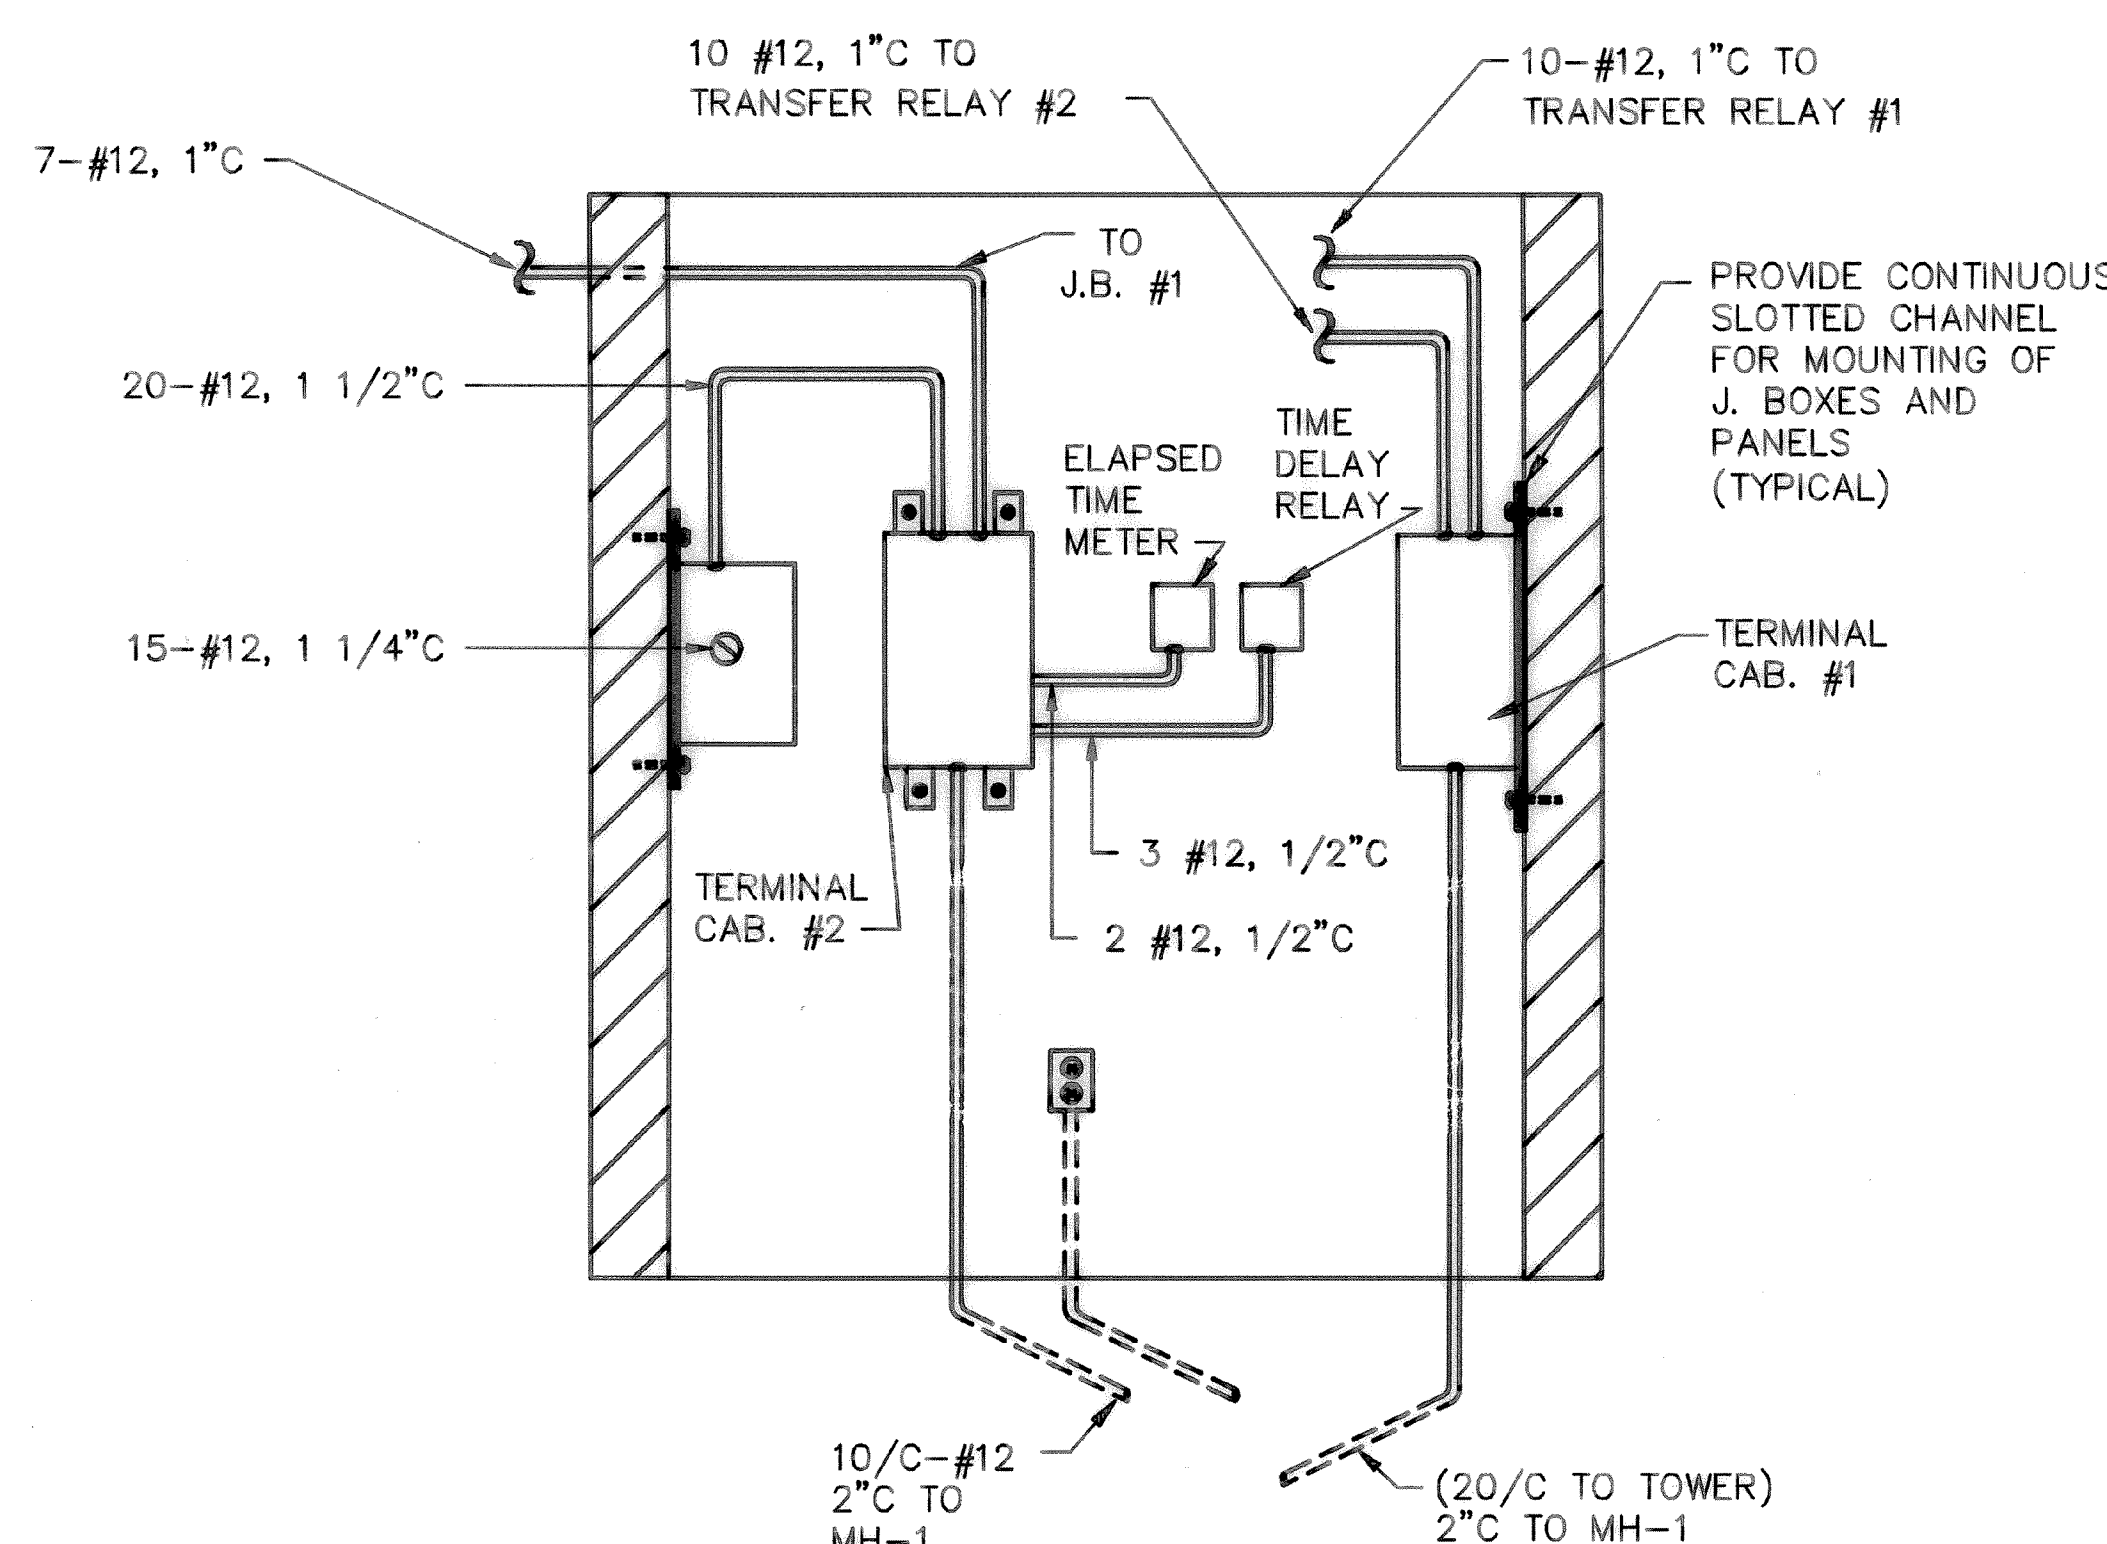 10 #12, 1"C TO
TRANSFER RELAY #2
10-#12, 1"C TO
TRANSFER RELAY #1
7-#12, 1"C
TO
J.B. #1
PROVIDE CONTINUOUS
SLOTTED CHANNEL
FOR MOUNTING OF
J. BOXES AND
PANELS
(TYPICAL)
20-#12, 1 1/2"C
ELAPSED
TIME
METER
TIME
DELAY
RELAY
15-#12, 1 1/4"C
TERMINAL
CAB. #1
3 #12, 1/2"C
TERMINAL
CAB. #2
2 #12, 1/2"C
10/C-#12
2"C TO
MH-1
(20/C TO TOWER)
2"C TO MH-1